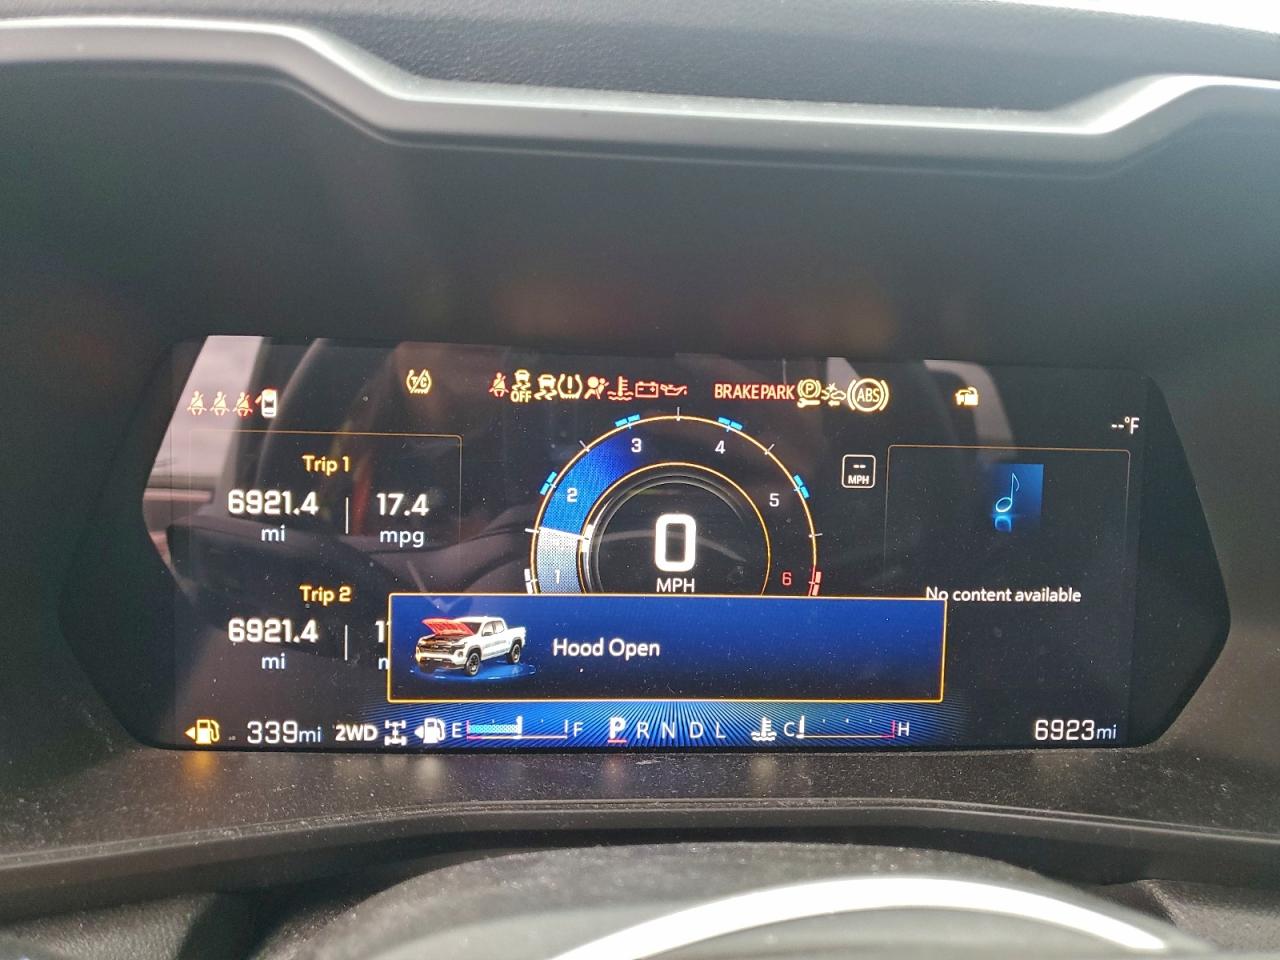 T/C
OFF
BRAKE PARK
P
ABS
--°F
Trip 1
6921.4
mi
17.4
mpg
3
4
2
5
1
6
0
MPH
--
MPH
No content available
Trip 2
6921.4
mi
Hood Open
339mi
2WD
E
F
P R N D L
C
H
6923mi